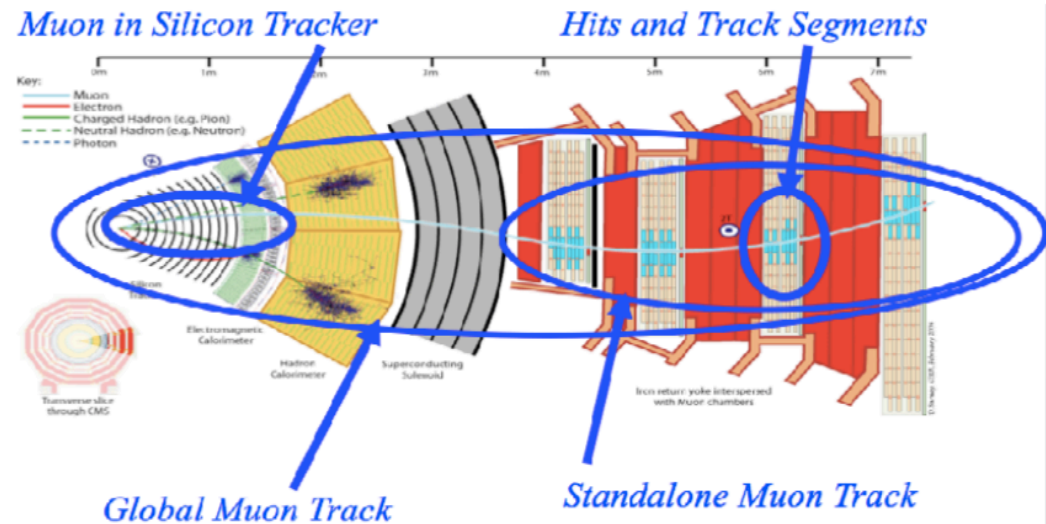 Muon in Silicon Tracker
Hits and Track Segments
0m 1m 2m 3m 4m 5m 6m 7m
Key:
Muon
Electron
Charged Hadron (e.g. Pion)
Neutral Hadron (e.g. Neutron)
Photon
Silicon
Electromagnetic
Calorimeter
Hadron
Calorimeter
Superconducting
Solenoid
Iron return yoke interspersed
with Muon chambers
Transverse slice
through CMS
Global Muon Track
Standalone Muon Track